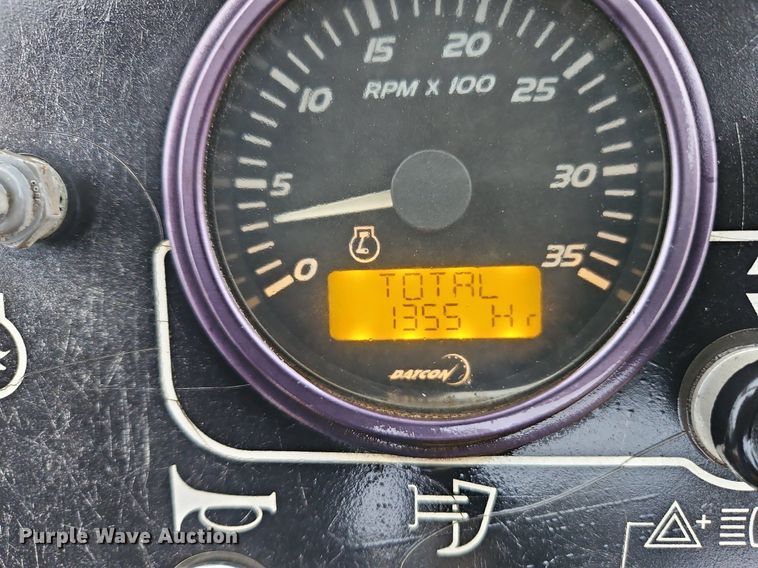 15
20
10
RPM X 100
25
5
30
0
35
TOTAL
1355 Hr
DATCON
+
Purple Wave Auction